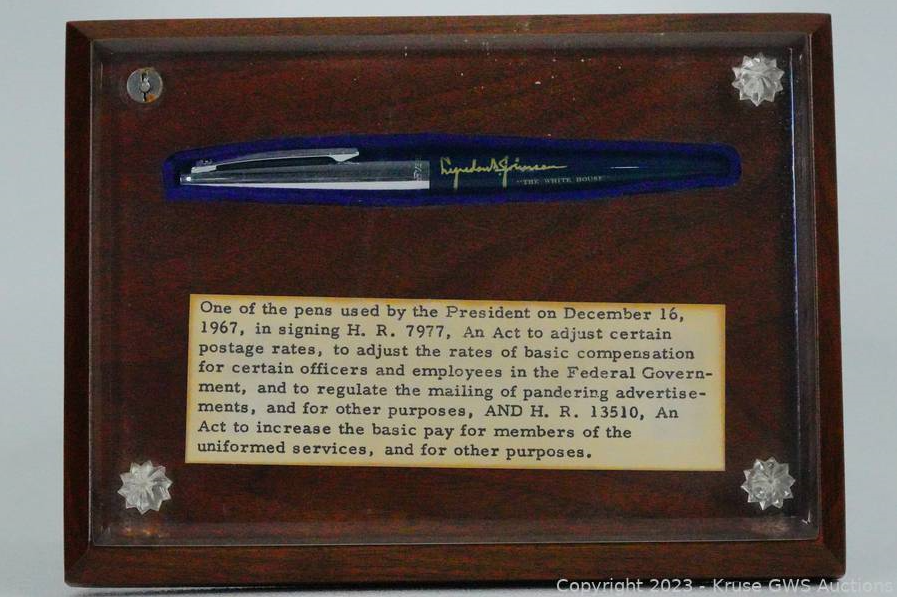 Lyndon B. Johnson
"THE WHITE HOUSE"
One of the pens used by the President on December 16,
1967, in signing H. R. 7977, An Act to adjust certain
postage rates, to adjust the rates of basic compensation
for certain officers and employees in the Federal Govern-
ment, and to regulate the mailing of pandering advertise-
ments, and for other purposes, AND H. R. 13510, An
Act to increase the basic pay for members of the
uniformed services, and for other purposes.
Copyright 2023 - Kruse GWS Auctions